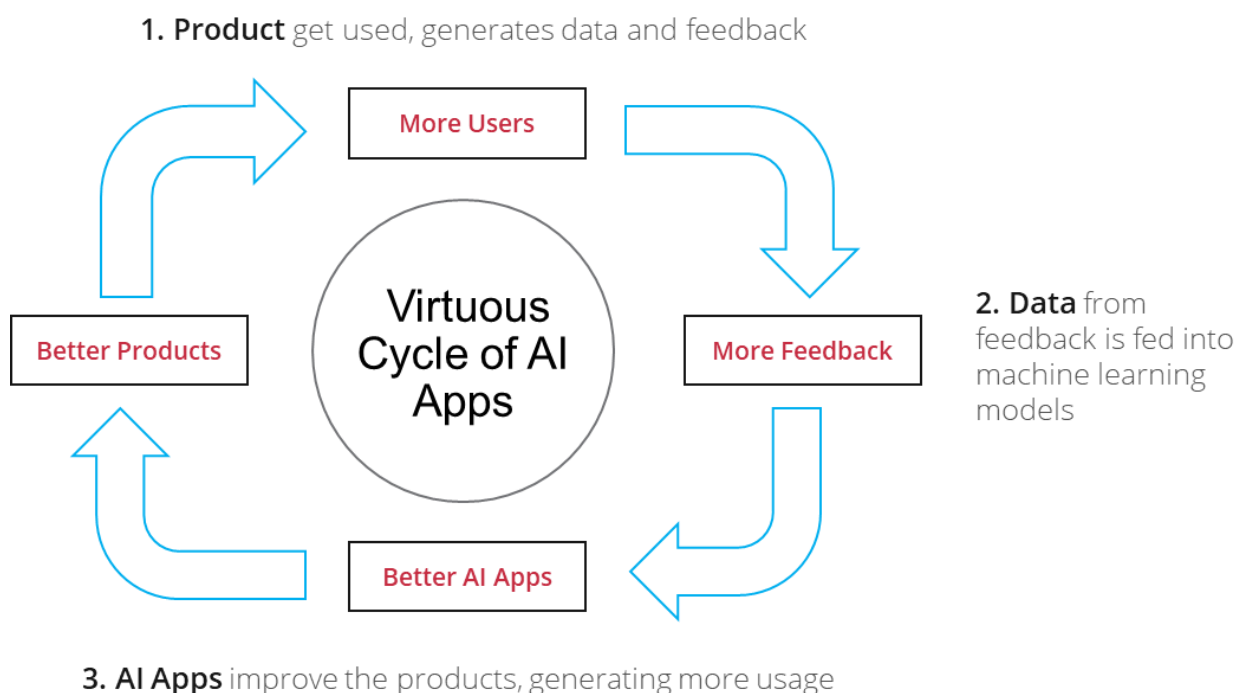 1. Product get used, generates data and feedback
More Users
Virtuous
Cycle of AI
Apps
Better Products
More Feedback
2. Data from
feedback is fed into
machine learning
models
Better AI Apps
3. AI Apps improve the products, generating more usage